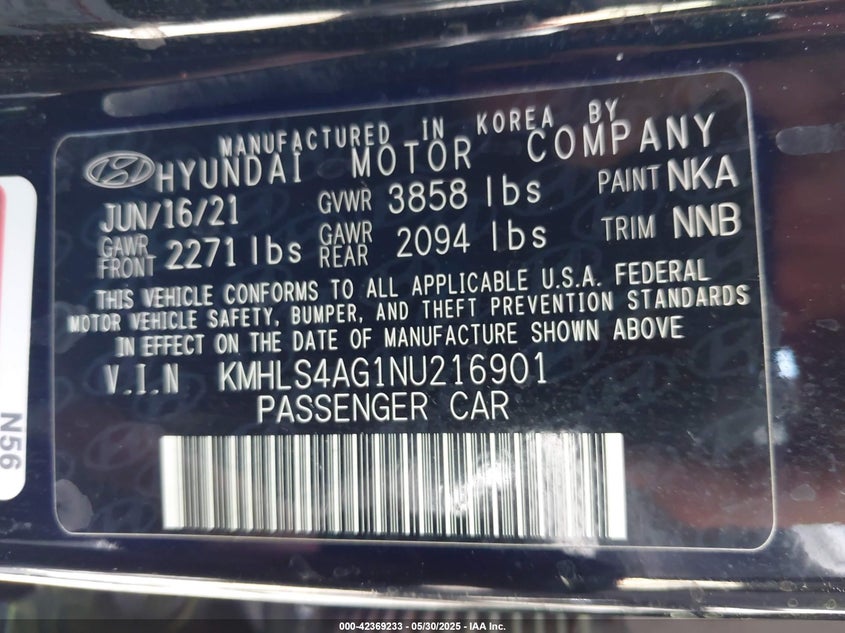 MANUFACTURED IN KOREA BY
HYUNDAI MOTOR COMPANY
JUN/16/21 GVWR 3858 lbs PAINT NKA
GAWR FRONT 2271 lbs GAWR REAR 2094 lbs TRIM NNB
THIS VEHICLE CONFORMS TO ALL APPLICABLE U.S.A. FEDERAL
MOTOR VEHICLE SAFETY, BUMPER, AND THEFT PREVENTION STANDARDS
IN EFFECT ON THE DATE OF MANUFACTURE SHOWN ABOVE
V.I.N KMHLS4AG1NU216901
PASSENGER CAR
N56
000-42369233 - 05/30/2025 - IAA Inc.